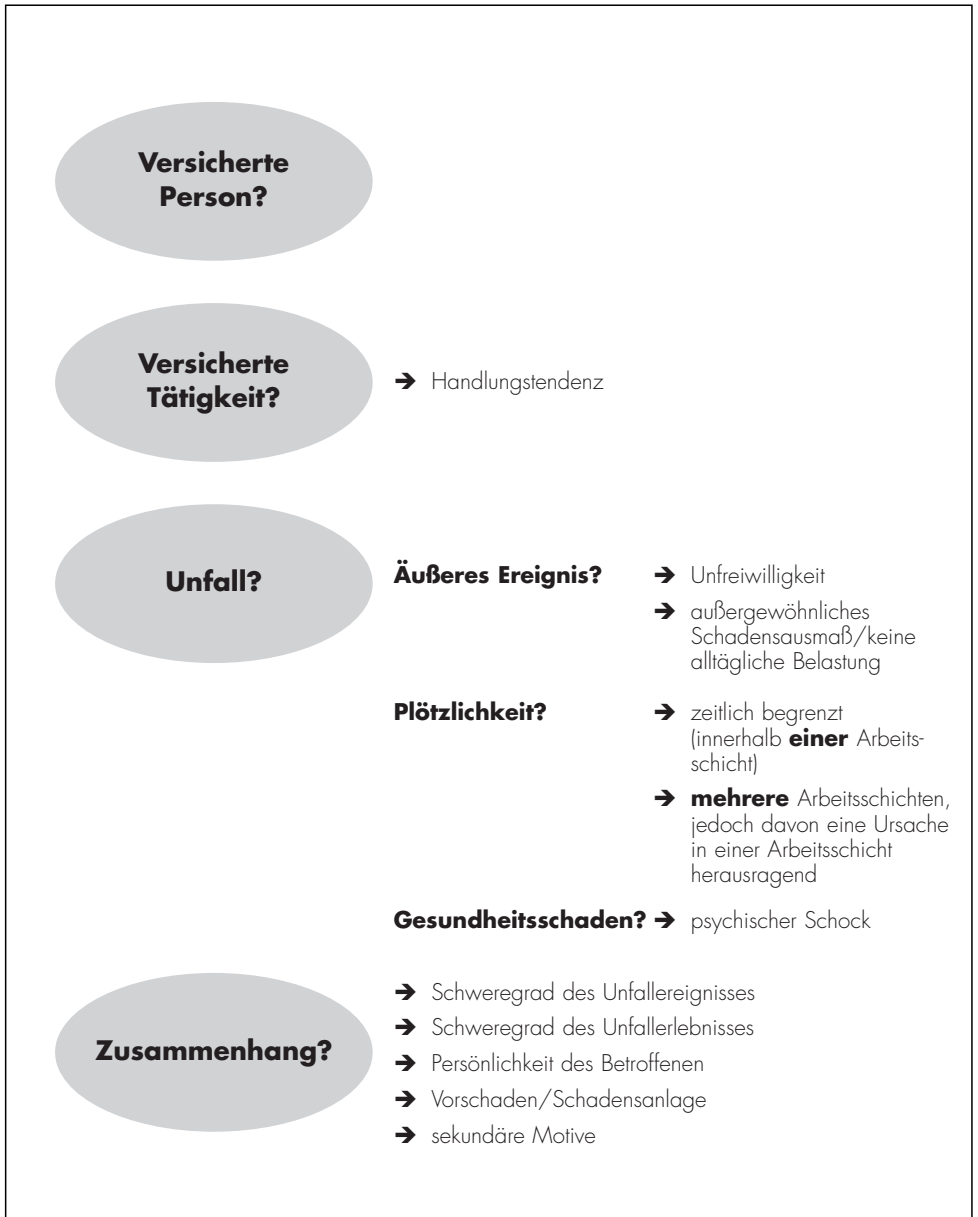 Versicherte
Person?
Versicherte
Tätigkeit?
➔ Handlungstendenz
Unfall?
Äußeres Ereignis? ➔ Unfreiwilligkeit
➔ außergewöhnliches
Schadensausmaß/keine
alltägliche Belastung
Plötzlichkeit? ➔ zeitlich begrenzt
(innerhalb einer Arbeits-
schicht)
➔ mehrere Arbeitsschichten,
jedoch davon eine Ursache
in einer Arbeitsschicht
herausragend
Gesundheitsschaden? ➔ psychischer Schock
Zusammenhang?
➔ Schweregrad des Unfallereignisses
➔ Schweregrad des Unfallerlebnisses
➔ Persönlichkeit des Betroffenen
➔ Vorschaden/Schadensanlage
➔ sekundäre Motive